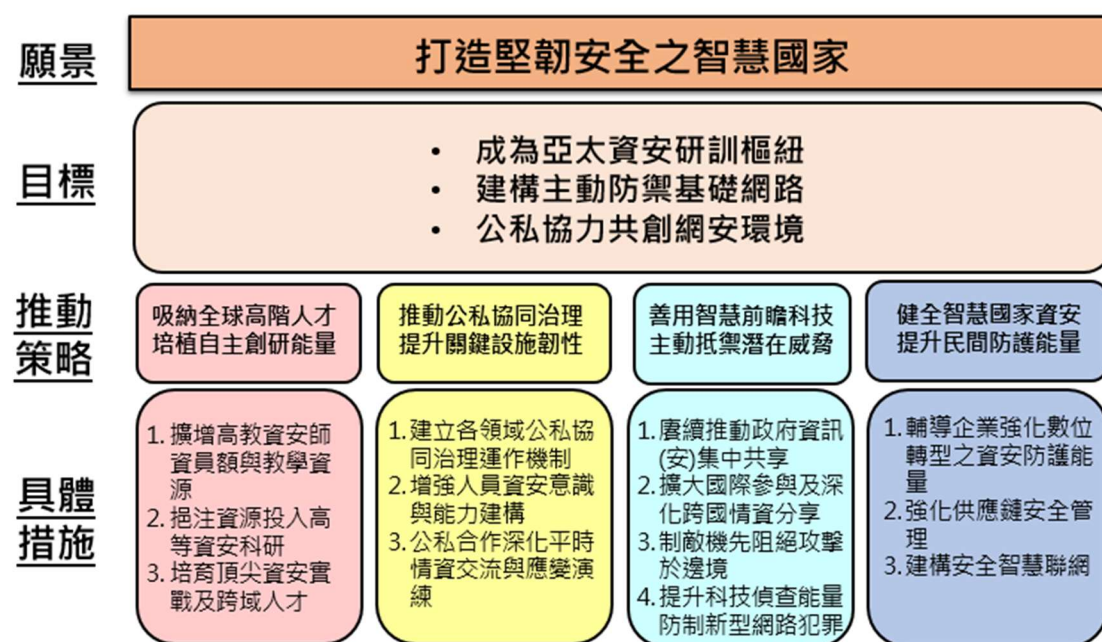 願景
打造堅韌安全之智慧國家
目標
• 成為亞太資安研訓樞紐
• 建構主動防禦基礎網路
• 公私協力共創網安環境
推動
策略
吸納全球高階人才
培植自主創研能量
推動公私協同治理
提升關鍵設施韌性
善用智慧前瞻科技
主動抵禦潛在威脅
健全智慧國家資安
提升民間防護能量
具體
措施
1. 擴增高教資安師
資員額與教學資
源
2. 挹注資源投入高
等資安科研
3. 培育頂尖資安實
戰及跨域人才
1. 建立各領域公私協
同治理運作機制
2. 增強人員資安意識
與能力建構
3. 公私合作深化平時
情資交流與應變演
練
1. 賡續推動政府資訊
(安)集中共享
2. 擴大國際參與及深
化跨國情資分享
3. 制敵機先阻絕攻擊
於邊境
4. 提升科技偵查能量
防制新型網路犯罪
1. 輔導企業強化數位
轉型之資安防護能
量
2. 強化供應鏈安全管
理
3. 建構安全智慧聯網